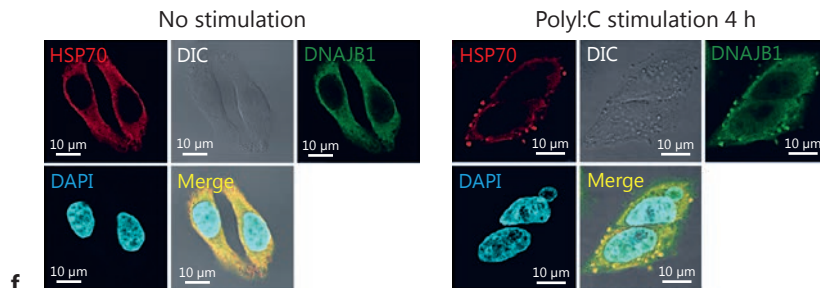 No stimulation
HSP70
DIC
DNAJB1
10 µm
10 µm
10 µm
DAPI
Merge
10 µm
10 µm
PolyI:C stimulation 4 h
HSP70
DIC
DNAJB1
10 µm
10 µm
10 µm
DAPI
Merge
10 µm
10 µm
f